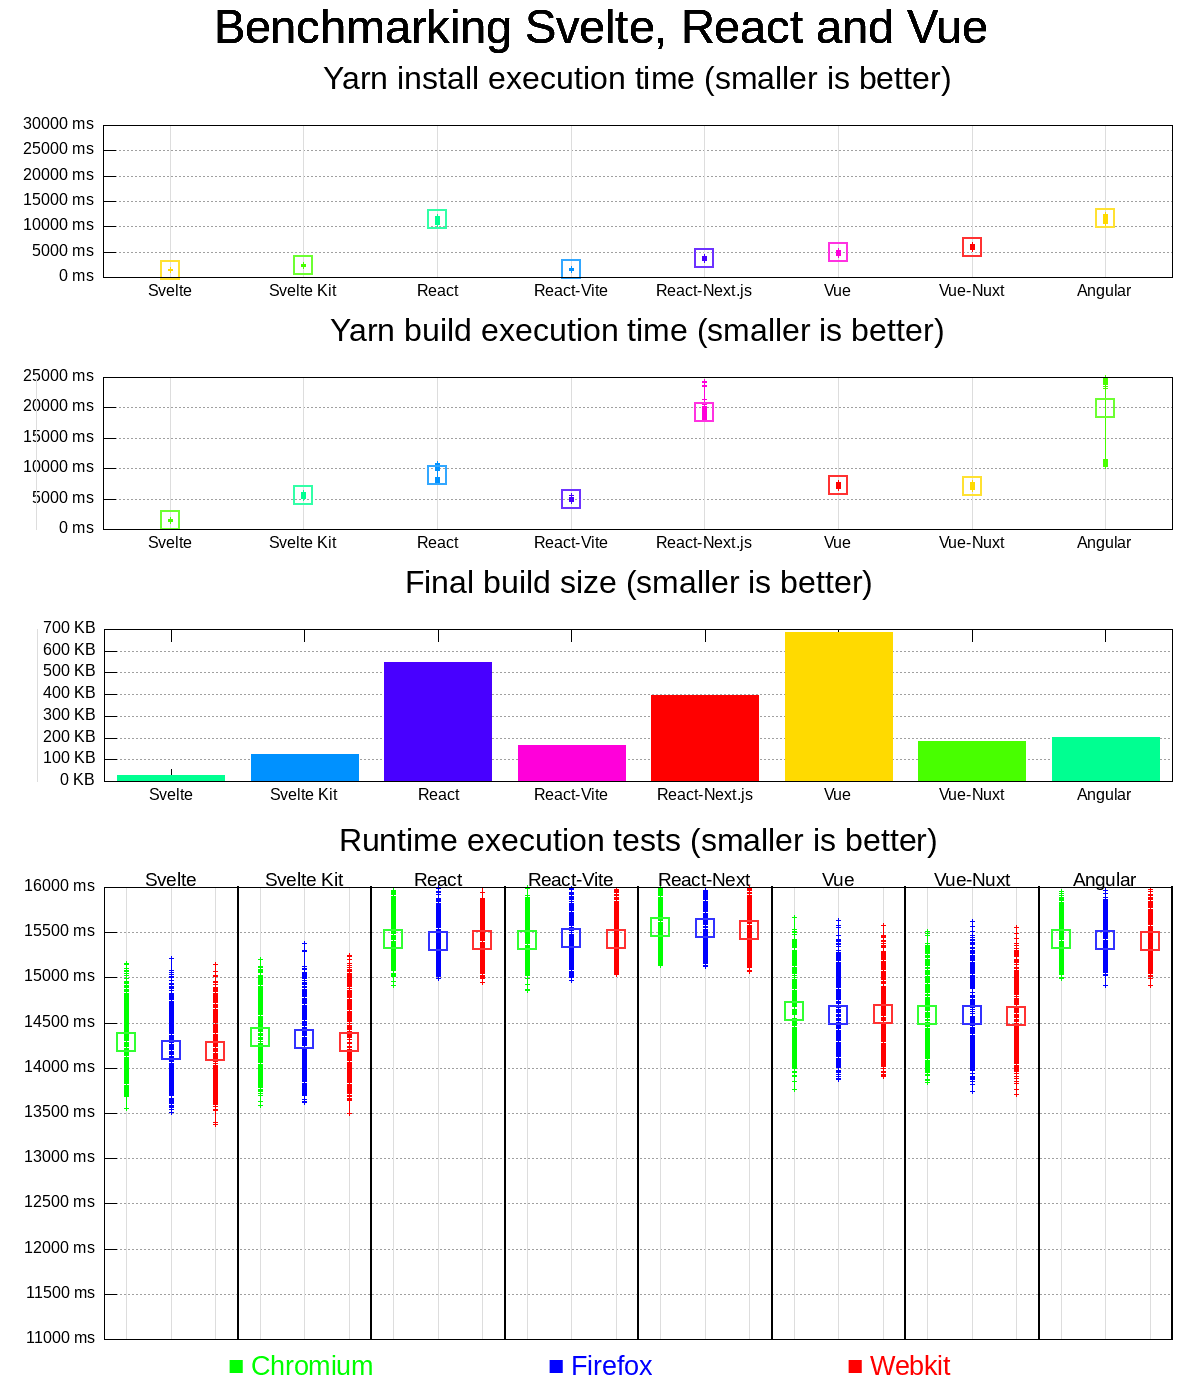 Benchmarking Svelte, React and Vue
Yarn install execution time (smaller is better)
30000 ms
25000 ms
20000 ms
15000 ms
10000 ms
5000 ms
0 ms
Svelte Svelte Kit React React-Vite React-Next.js Vue Vue-Nuxt Angular
Yarn build execution time (smaller is better)
25000 ms
20000 ms
15000 ms
10000 ms
5000 ms
0 ms
Svelte Svelte Kit React React-Vite React-Next.js Vue Vue-Nuxt Angular
Final build size (smaller is better)
700 KB
600 KB
500 KB
400 KB
300 KB
200 KB
100 KB
0 KB
Svelte Svelte Kit React React-Vite React-Next.js Vue Vue-Nuxt Angular
Runtime execution tests (smaller is better)
Svelte Svelte Kit React React-Vite React-Next Vue Vue-Nuxt Angular
16000 ms
15500 ms
15000 ms
14500 ms
14000 ms
13500 ms
13000 ms
12500 ms
12000 ms
11500 ms
11000 ms
Chromium Firefox Webkit